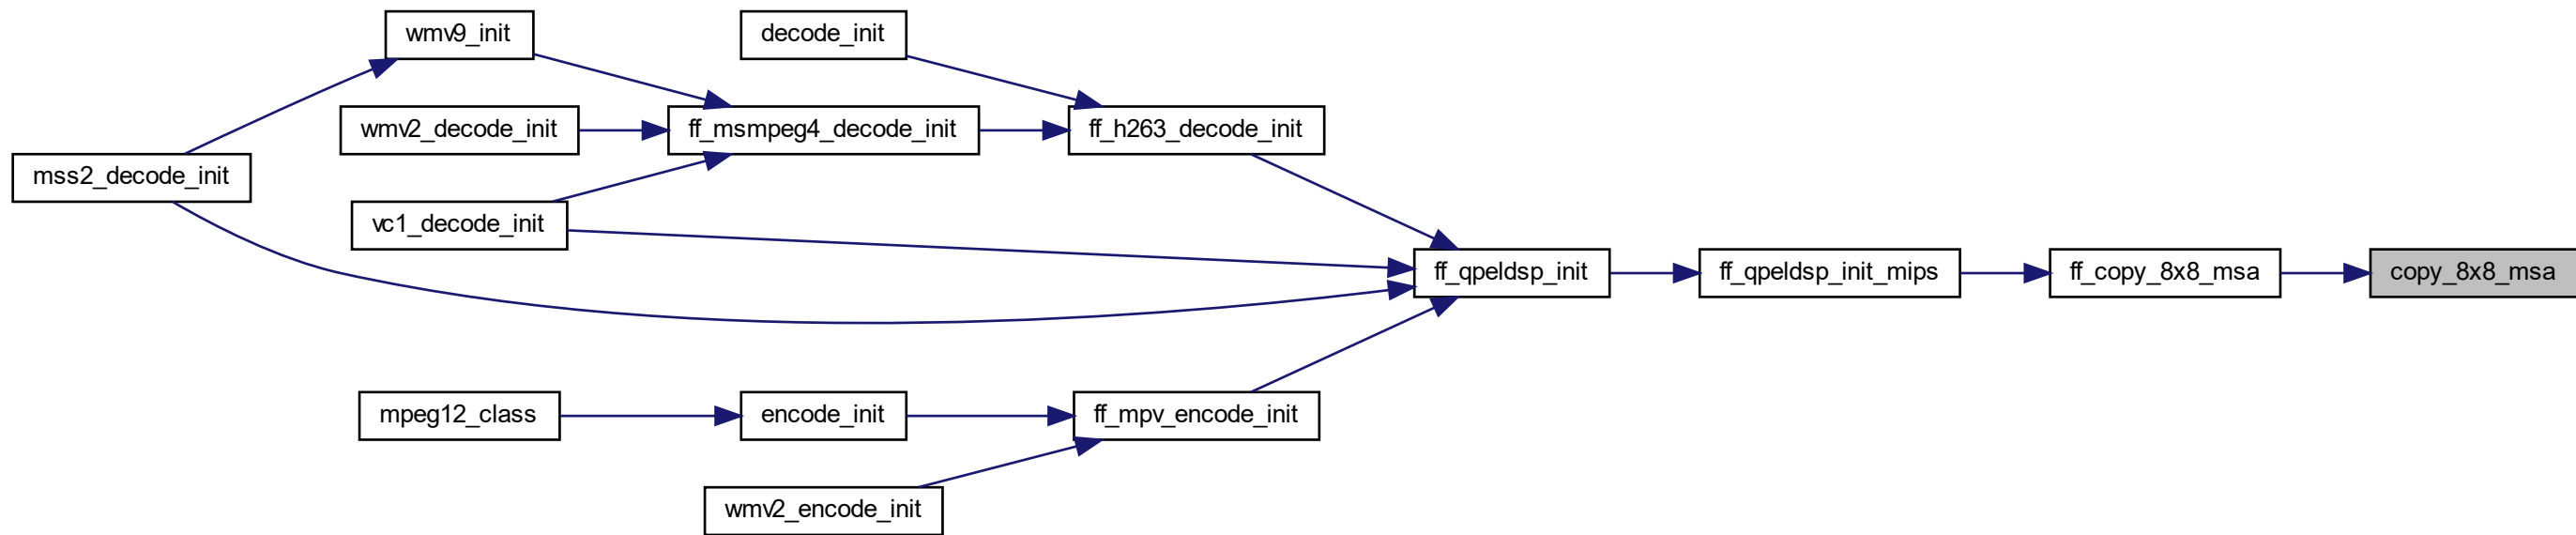 wmv9_init
decode_init
wmv2_decode_init
ff_msmpeg4_decode_init
ff_h263_decode_init
mss2_decode_init
vc1_decode_init
ff_qpeldsp_init
ff_qpeldsp_init_mips
ff_copy_8x8_msa
copy_8x8_msa
mpeg12_class
encode_init
ff_mpv_encode_init
wmv2_encode_init